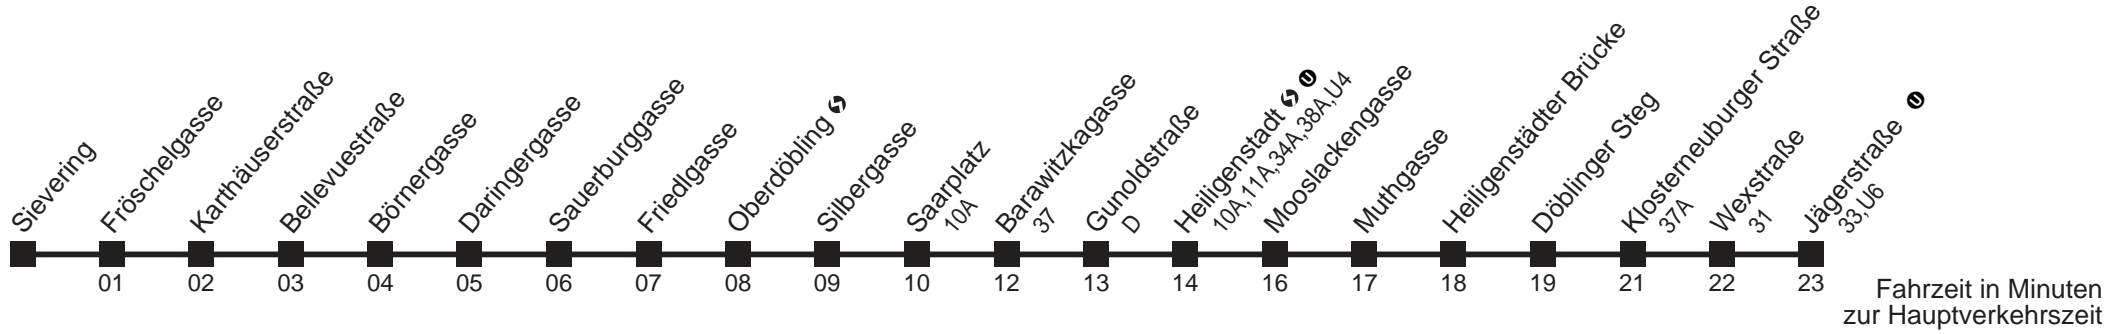 Sievering
Fröschelgasse
Karthäuserstraße
Bellevuestraße
Börnergasse
Daringergasse
Sauerburggasse
Friedlgasse
Oberdöbling
Silbergasse
Saarplatz
10A
Barawitzkagasse
37
Gunoldstraße
D
Heiligenstadt U
10A,11A,34A,38A,U4
Mooslackengasse
Muthgasse
Heiligenstädter Brücke
Döblinger Steg
Klosterneuburger Straße
37A
Wexstraße
31
Jägerstraße U
33,U6
01 02 03 04 05 06 07 08 09 10 12 13 14 16 17 18 19 21 22 23
Fahrzeit in Minuten
zur Hauptverkehrszeit